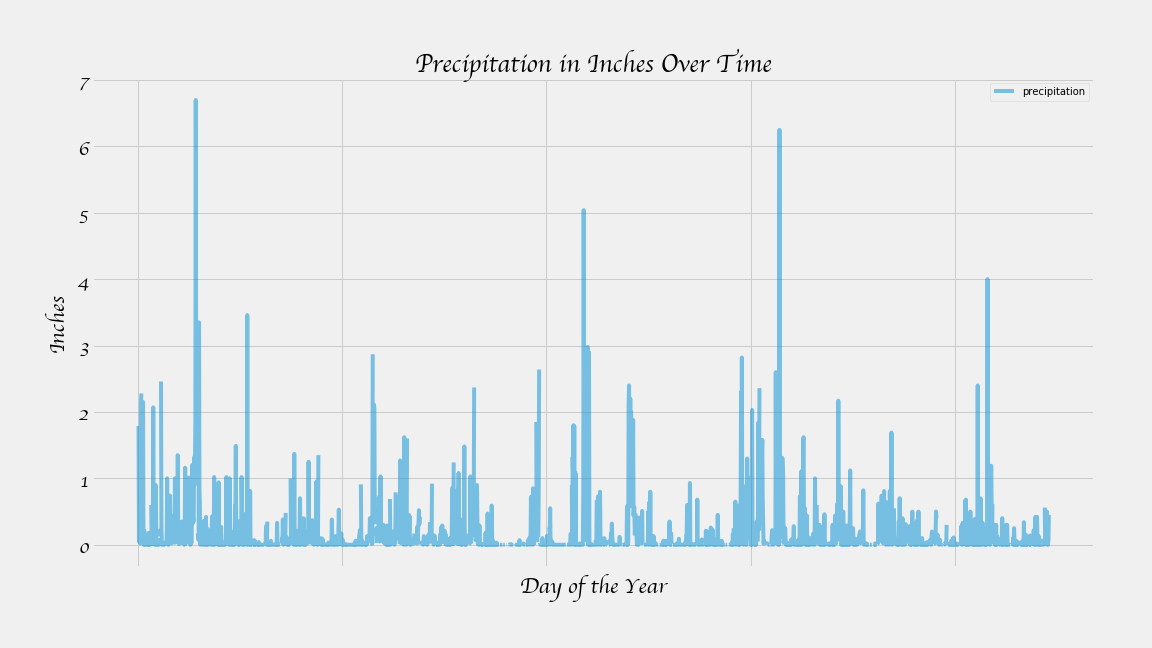 Precipitation in Inches Over Time
7
precipitation
6
5
4
Inches
3
2
1
0
Day of the Year